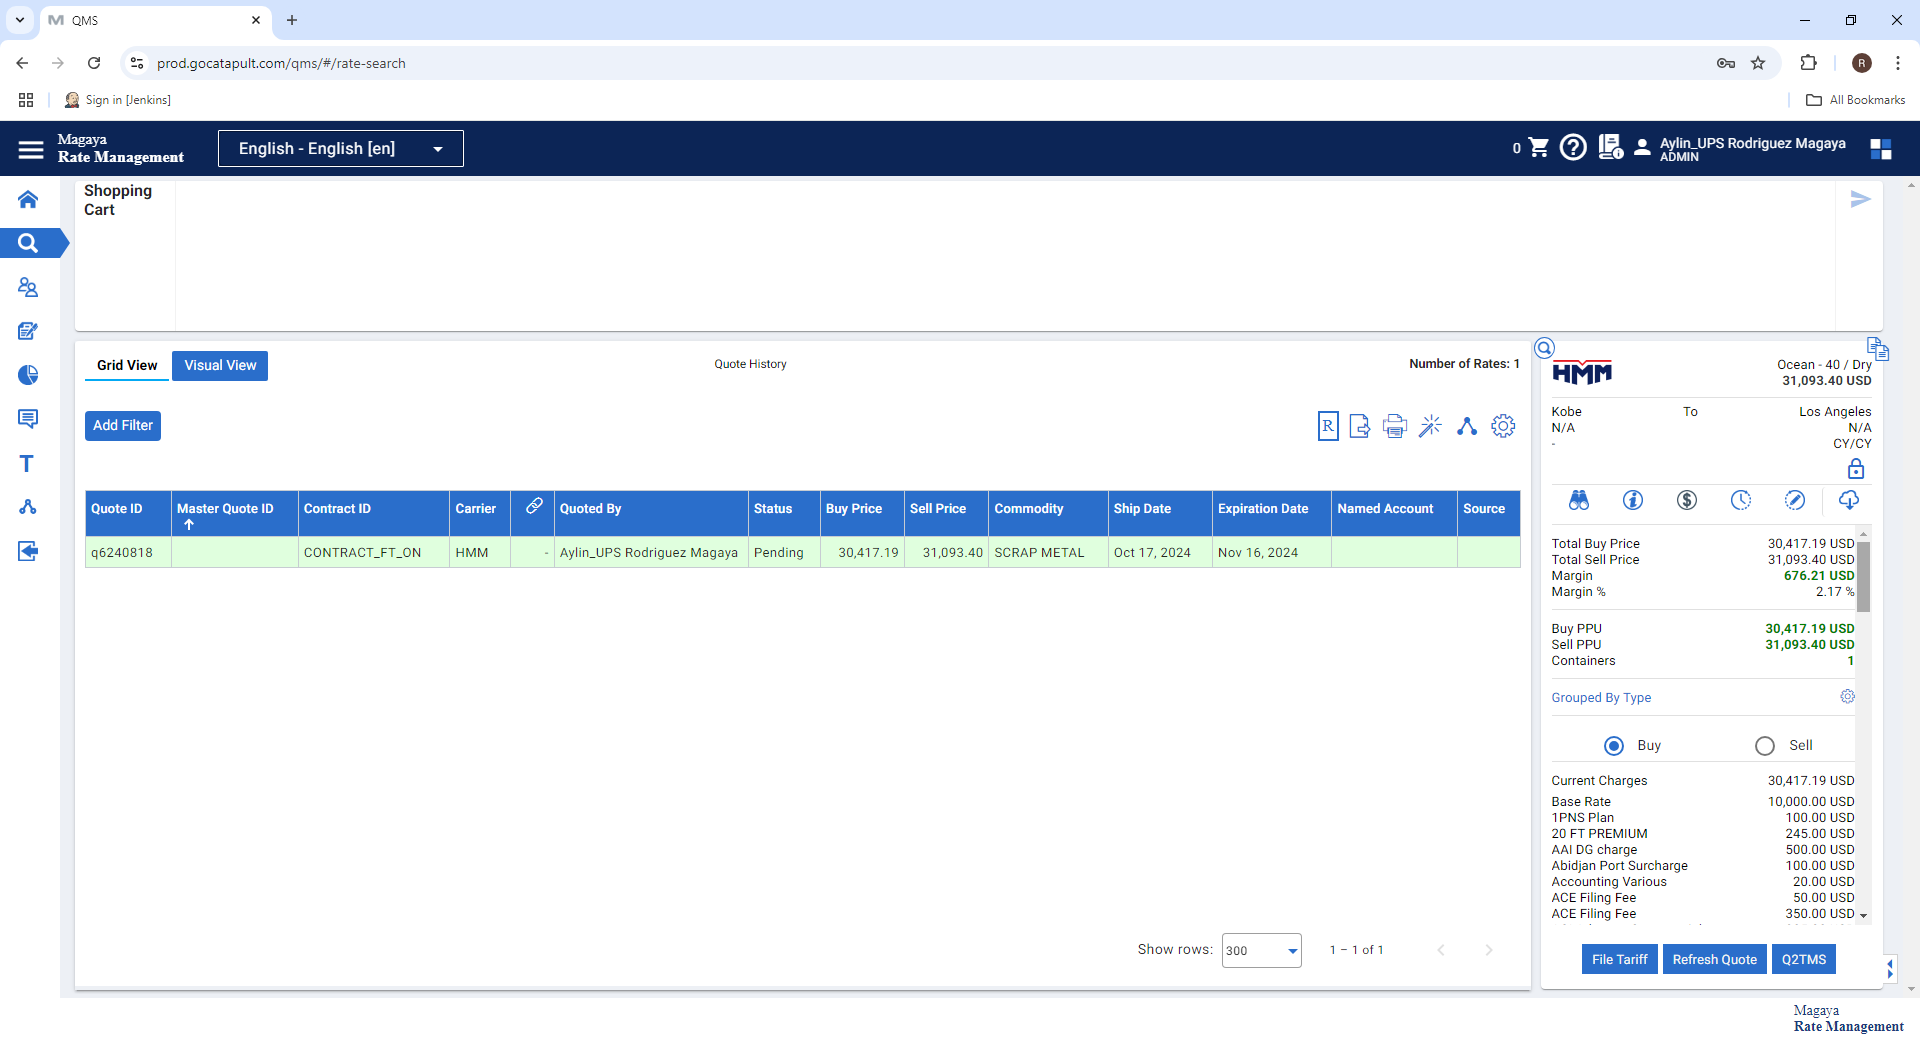 QMS
prod.gocatapult.com/qms/#/rate-search
R
Sign in [Jenkins]
All Bookmarks
Magaya
Rate Management
English - English [en]
0
Aylin_UPS Rodriguez Magaya
ADMIN
Shopping
Cart
Grid View
Visual View
Quote History
Number of Rates: 1
Add Filter
R
Quote ID
Master Quote ID
Contract ID
Carrier
Quoted By
Status
Buy Price
Sell Price
Commodity
Ship Date
Expiration Date
Named Account
Source
q6240818
CONTRACT_FT_ON
HMM
-
Aylin_UPS Rodriguez Magaya
Pending
30,417.19
31,093.40
SCRAP METAL
Oct 17, 2024
Nov 16, 2024
Show rows:
300
1 – 1 of 1
HMM
Ocean - 40 / Dry
31,093.40 USD
Kobe
To
Los Angeles
N/A
N/A
-
CY/CY
Total Buy Price 30,417.19 USD
Total Sell Price 31,093.40 USD
Margin 676.21 USD
Margin % 2.17 %
Buy PPU 30,417.19 USD
Sell PPU 31,093.40 USD
Containers 1
Grouped By Type
Buy
Sell
Current Charges 30,417.19 USD
Base Rate 10,000.00 USD
1PNS Plan 100.00 USD
20 FT PREMIUM 245.00 USD
AAI DG charge 500.00 USD
Abidjan Port Surcharge 100.00 USD
Accounting Various 20.00 USD
ACE Filing Fee 50.00 USD
ACE Filing Fee 350.00 USD
File Tariff
Refresh Quote
Q2TMS
Magaya
Rate Management